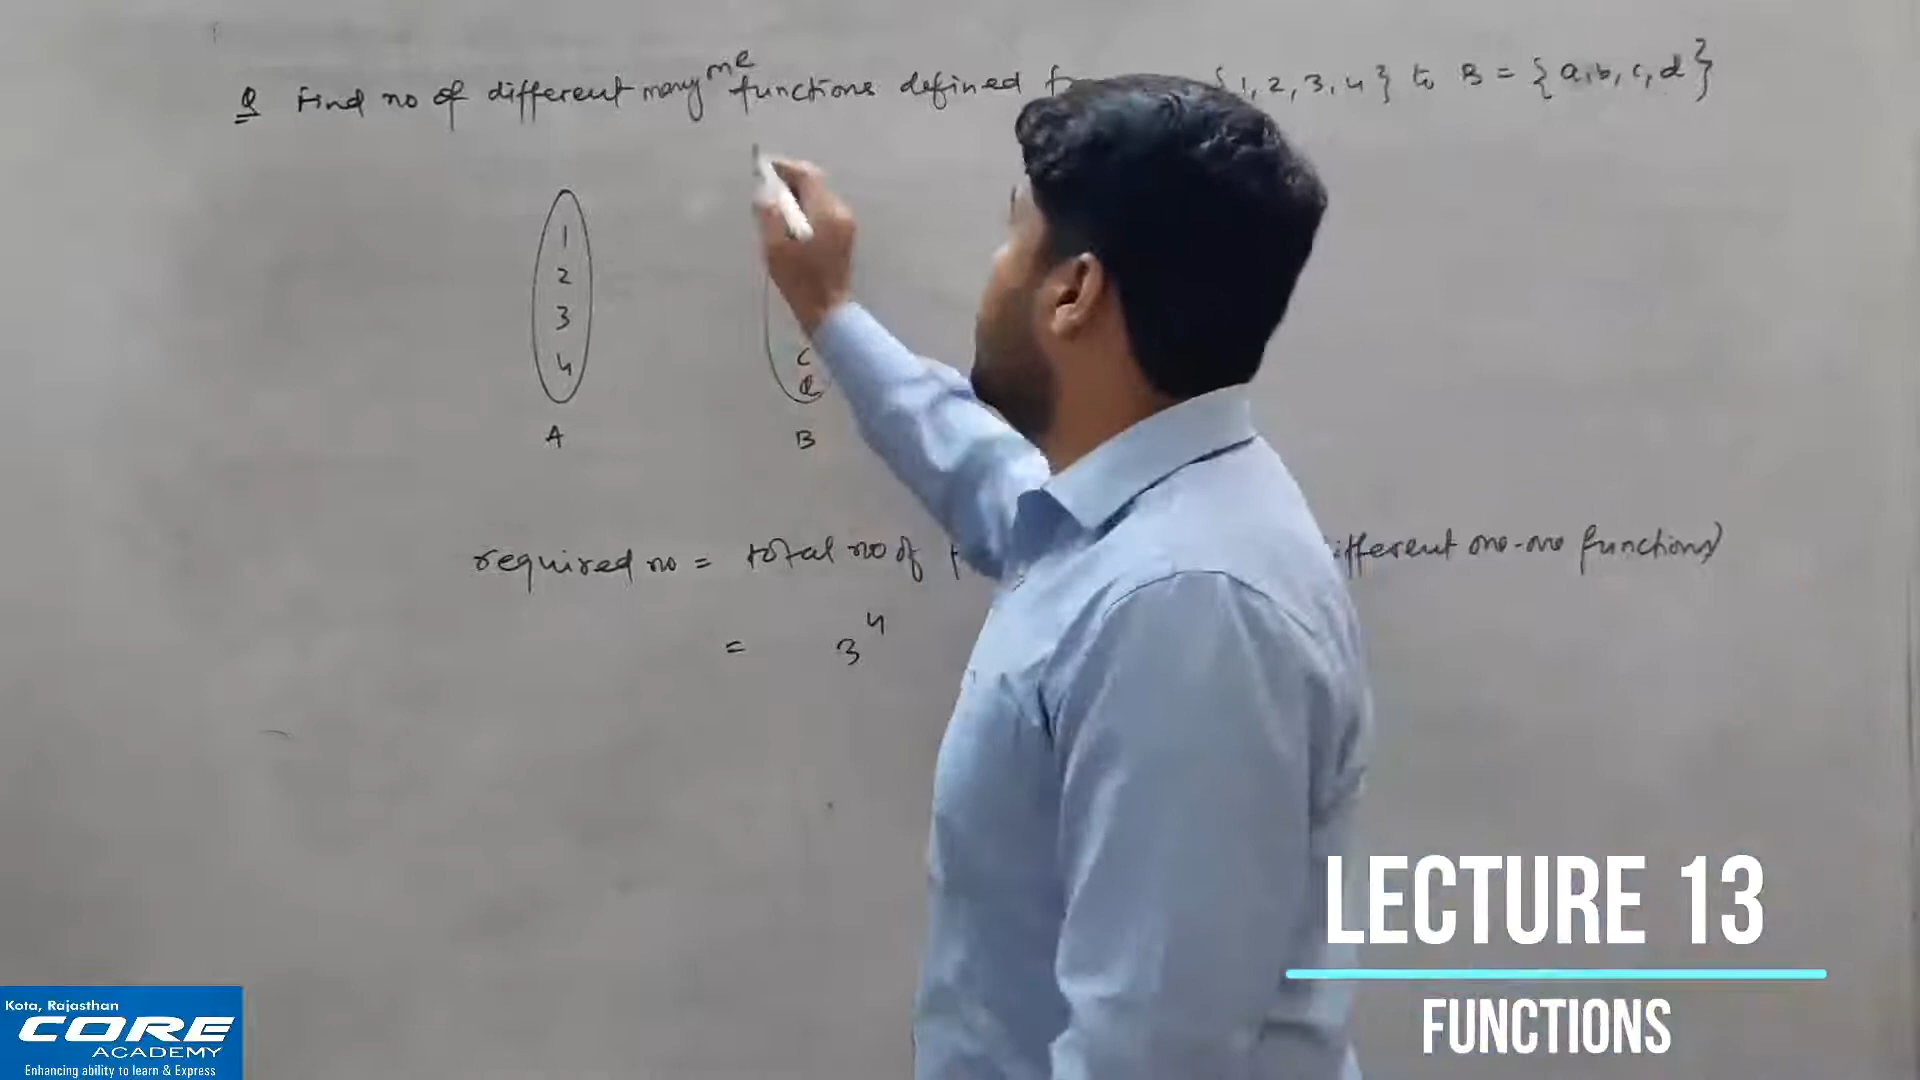 Q Find no of different many one functions defined f 1, 2, 3, 4 } to B = { a, b, c, d }
1
2
3
4
C
d
A
B
required no = total no of ifferent one-one functions)
= 3^4
LECTURE 13
FUNCTIONS
Kota, Rajasthan
CORE
ACADEMY
Enhancing ability to learn & Express